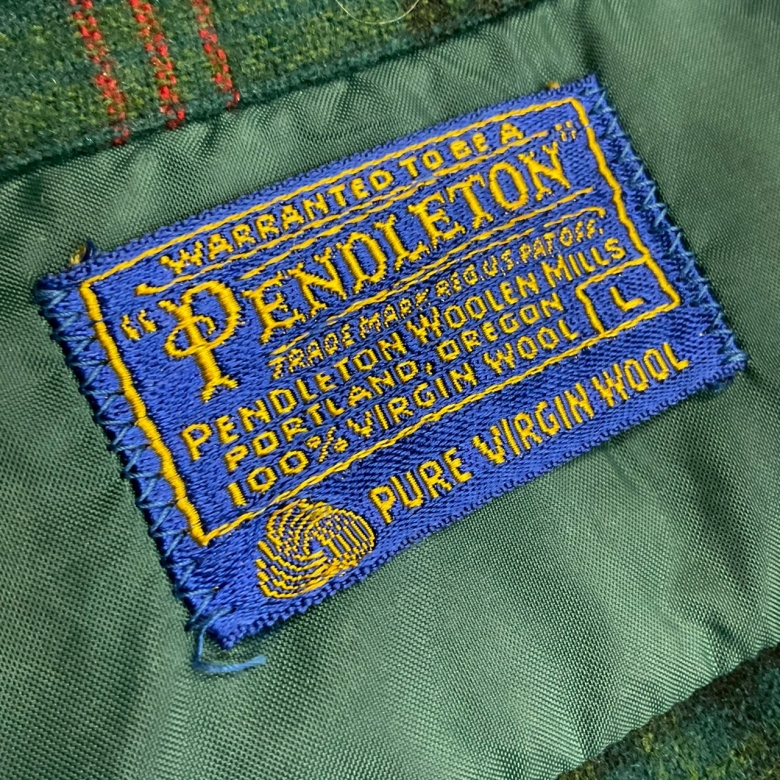 WARRANTED TO BE A
"PENDLETON"
TRADE MARK REG US PAT OFF.
PENDLETON WOOLEN MILLS
PORTLAND, OREGON
100% VIRGIN WOOL
L
PURE VIRGIN WOOL